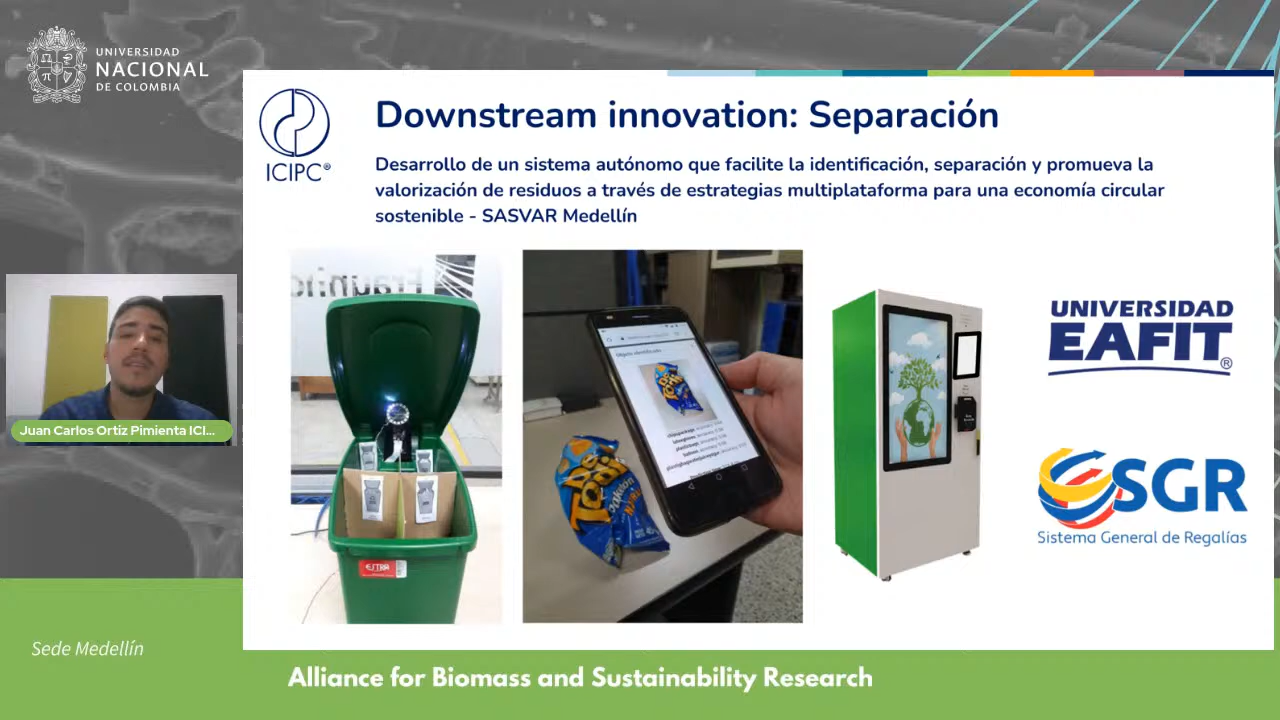 UNIVERSIDAD
NACIONAL
DE COLOMBIA
ICIPC®
Downstream innovation: Separación
Desarrollo de un sistema autónomo que facilite la identificación, separación y promueva la
valorización de residuos a través de estrategias multiplataforma para una economía circular
sostenible - SASVAR Medellín
ESTRA
UNIVERSIDAD
EAFIT®
SGR
Sistema General de Regalías
Juan Carlos Ortiz Pimienta ICI...
Sede Medellín
Alliance for Biomass and Sustainability Research